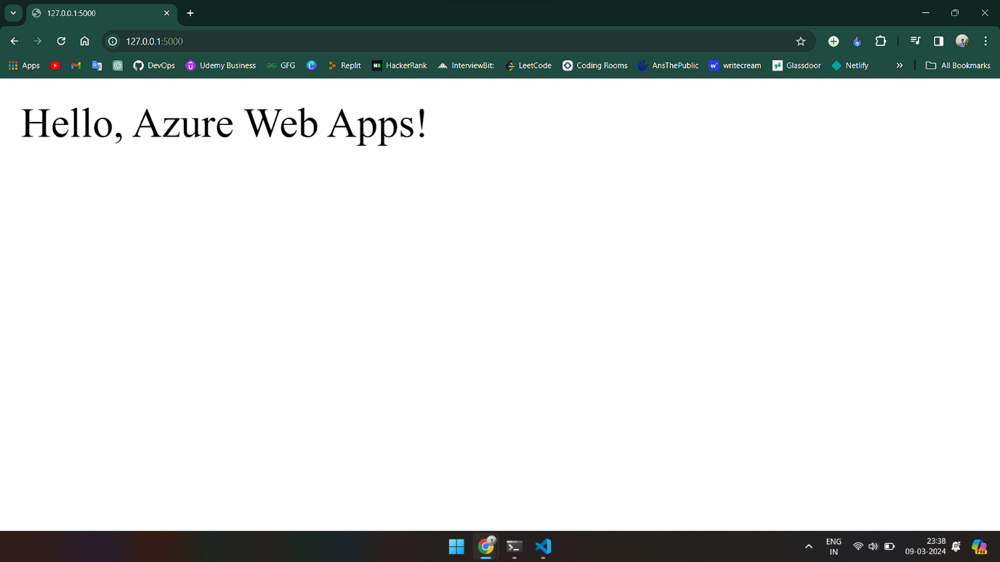 127.0.0.1:5000
127.0.0.1:5000
Apps DevOps Udemy Business GFG Replit HackerRank InterviewBit: LeetCode Coding Rooms AnsThePublic writecream Glassdoor Netlify » All Bookmarks
Hello, Azure Web Apps!
ENG 23:38
IN 09-03-2024
PRE